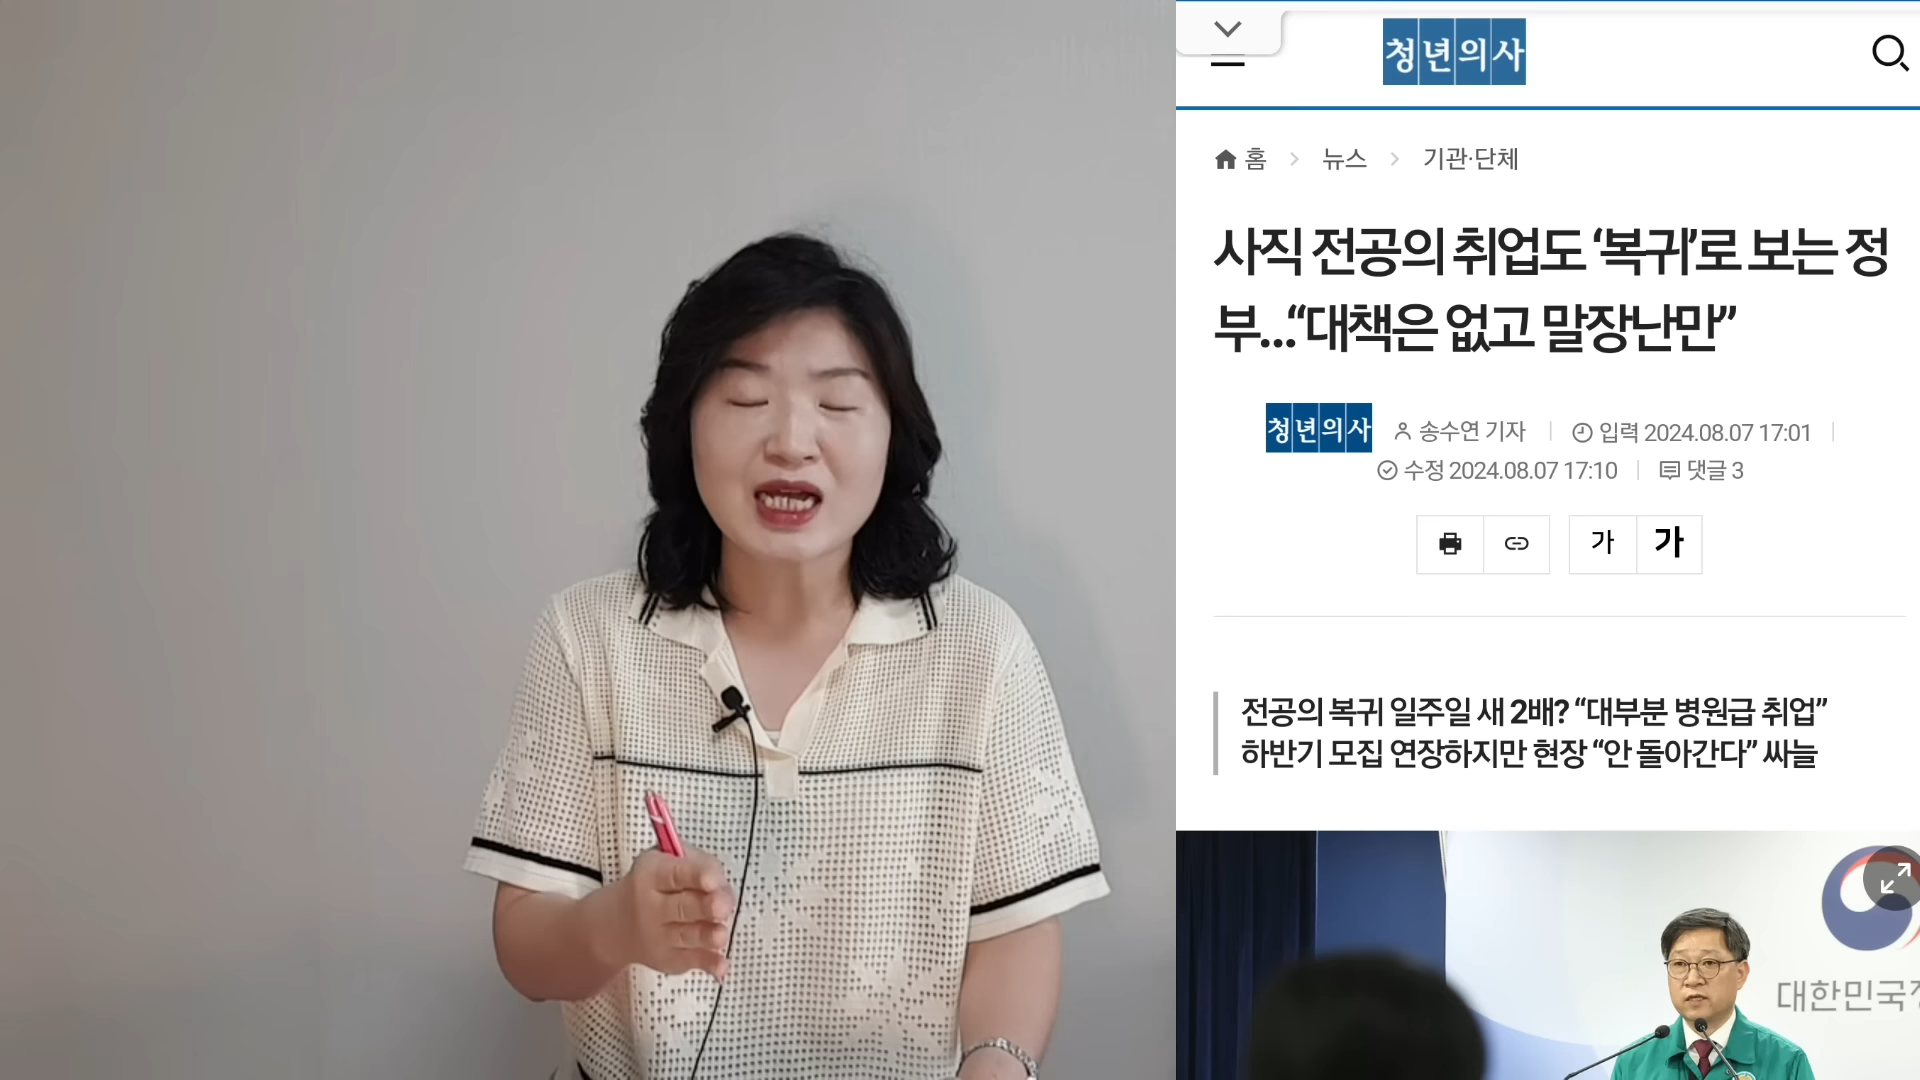 청년의사
홈 > 뉴스 > 기관·단체
사직 전공의 취업도 ‘복귀’로 보는 정
부…“대책은 없고 말장난만”
청년의사 송수연 기자 | 입력 2024.08.07 17:01 |
수정 2024.08.07 17:10 | 댓글 3
가 가
전공의 복귀 일주일 새 2배? “대부분 병원급 취업”
하반기 모집 연장하지만 현장 “안 돌아간다” 싸늘
대한민국